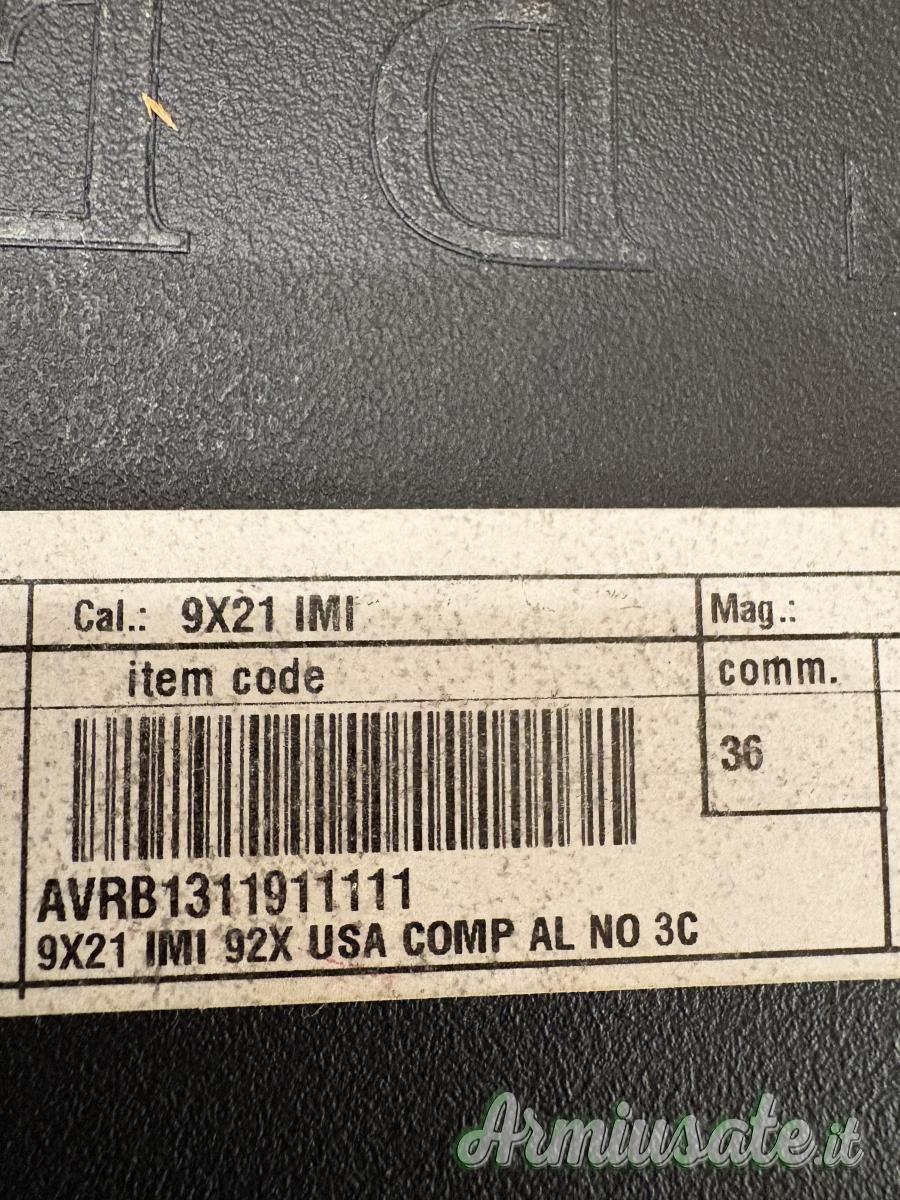 Cal.: 9X21 IMI
Mag.:
item code
comm.
36
AVRB1311911111
9X21 IMI 92X USA COMP AL NO 3C
Armiusate.it